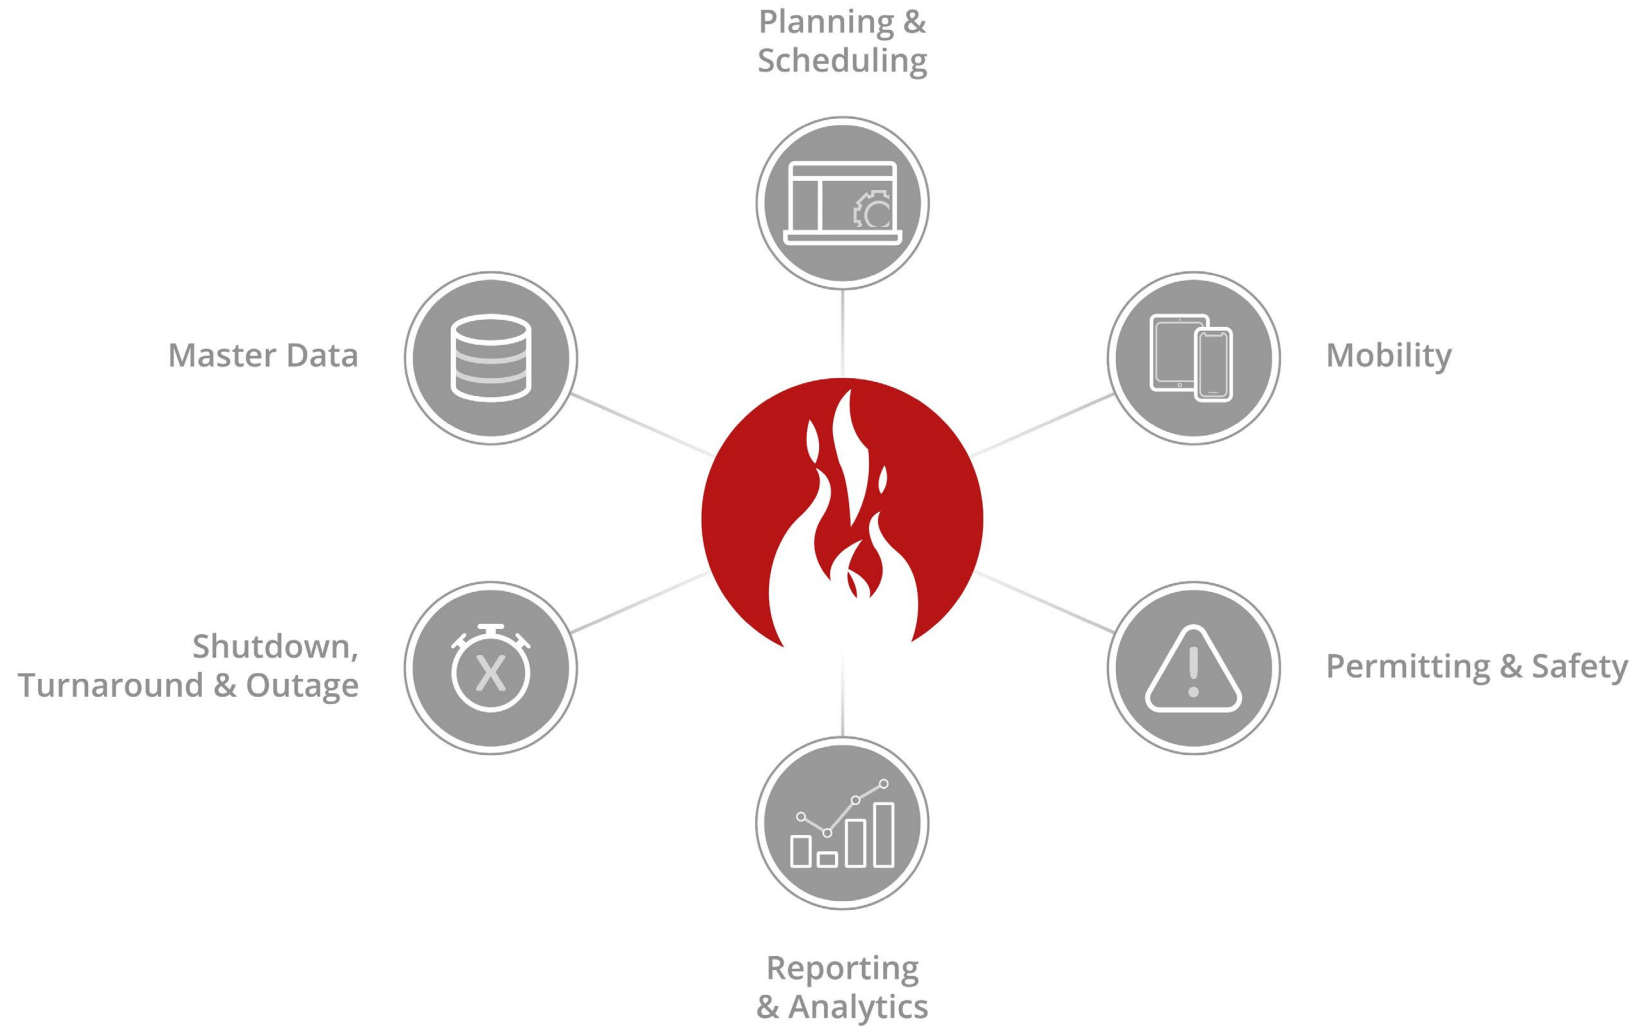 Planning &
Scheduling
Master Data
Mobility
Shutdown,
Turnaround & Outage
X
Permitting & Safety
!
Reporting
& Analytics